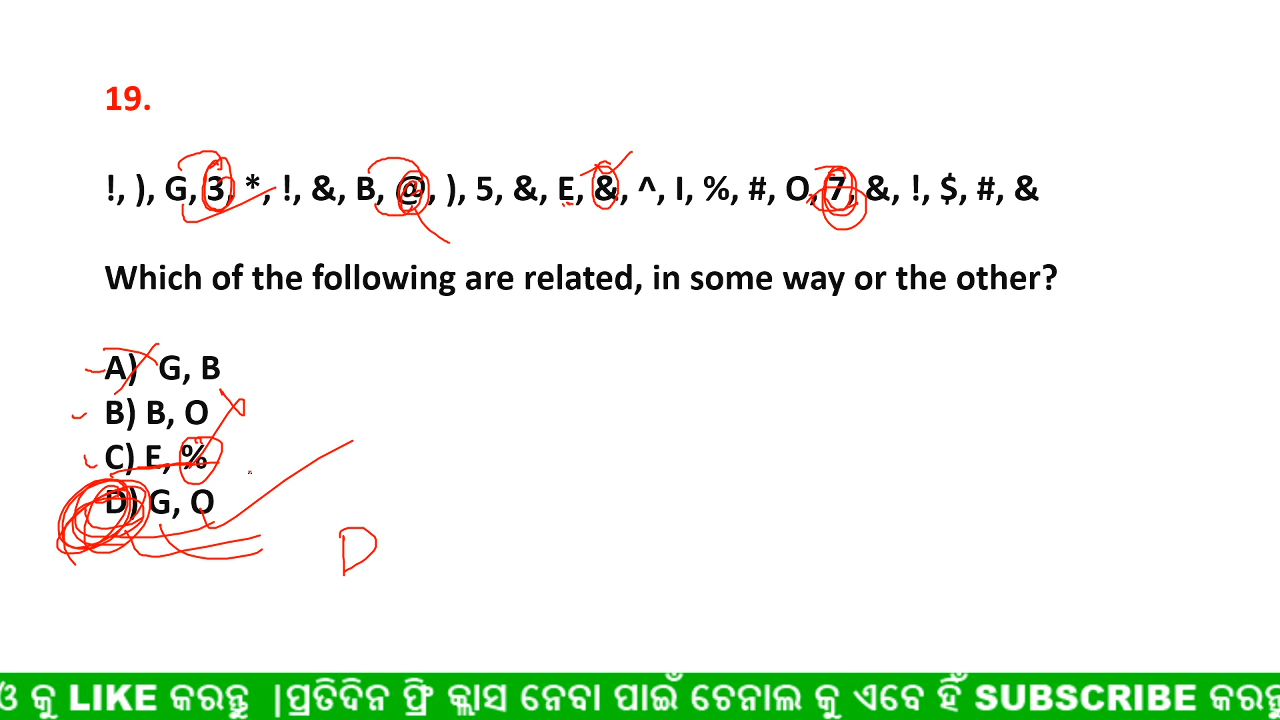 19.
!, ), G, 3, *, !, &, B, @, ), 5, &, E, &, ^, I, %, #, O, 7, &, !, $, #, &
Which of the following are related, in some way or the other?
A) G, B
B) B, O
C) E, %
D) G, O
D
ଓ କୁ LIKE କରନ୍ତୁ |ପ୍ରତିଦିନ ଫ୍ରି କ୍ଲାସ ନେବା ପାଇଁ ଚେନାଲ କୁ ଏବେ ହିଁ SUBSCRIBE କରନ୍ତୁ